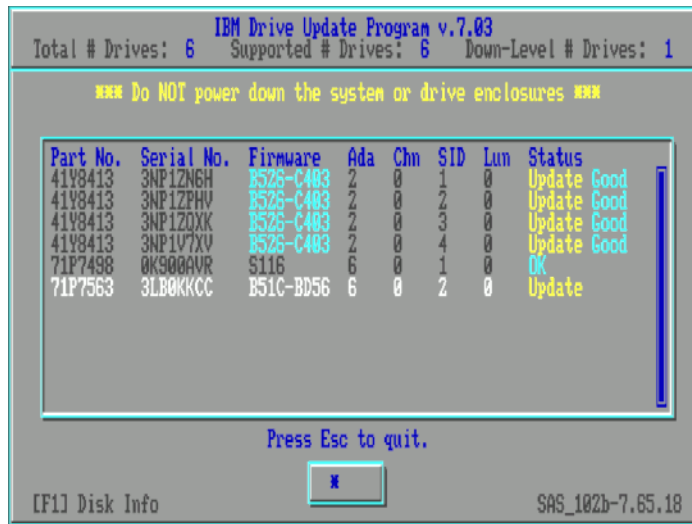 IBM Drive Update Program v.7.03
Total # Drives: 6 Supported # Drives: 6 Down-Level # Drives: 1
*** Do NOT power down the system or drive enclosures ***
Part No. Serial No. Firmware Ada Chn SID Lun Status
41Y8413 3NP1ZN6H B526-C403 2 0 1 0 Update Good
41Y8413 3NP1ZPHV B526-C403 2 0 2 0 Update Good
41Y8413 3NP1ZQXK B526-C403 2 0 3 0 Update Good
41Y8413 3NP1V7XV B526-C403 2 0 4 0 Update Good
71P7498 0K900AVR S116 6 0 1 0 OK
71P7563 3LB0KKCC B51C-BD56 6 0 2 0 Update
Press Esc to quit.
*
[F1] Disk Info SAS_102b-7.65.18